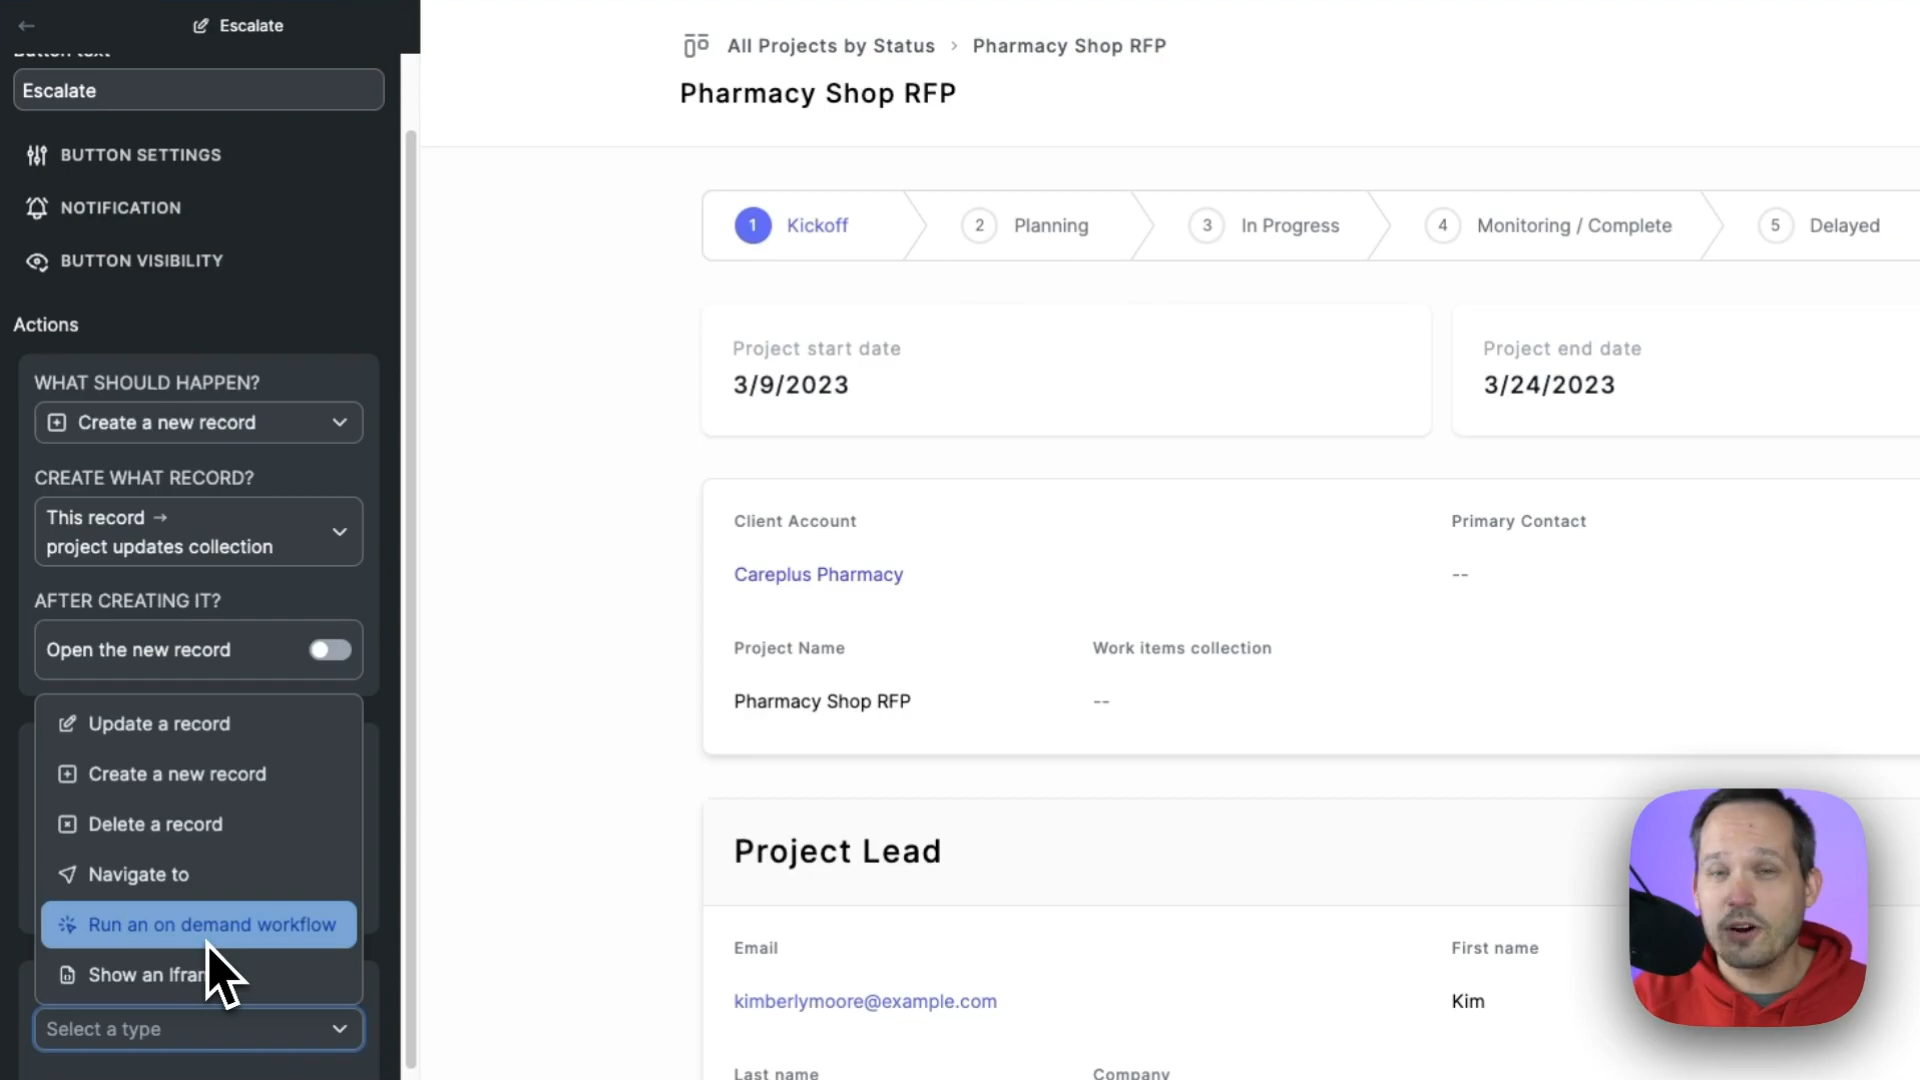 Escalate
Button text
Escalate
BUTTON SETTINGS
NOTIFICATION
BUTTON VISIBILITY
Actions
WHAT SHOULD HAPPEN?
Create a new record
CREATE WHAT RECORD?
This record →
project updates collection
AFTER CREATING IT?
Open the new record
Update a record
Create a new record
Delete a record
Navigate to
Run an on demand workflow
Show an
Select a type
All Projects by Status > Pharmacy Shop RFP
Pharmacy Shop RFP
1 Kickoff
2 Planning
3 In Progress
4 Monitoring / Complete
5 Delayed
Project start date
3/9/2023
Project end date
3/24/2023
Client Account
Careplus Pharmacy
Primary Contact
--
Project Name
Pharmacy Shop RFP
Work items collection
--
Project Lead
Email
kimberlymoore@example.com
First name
Kim
Last name
Company